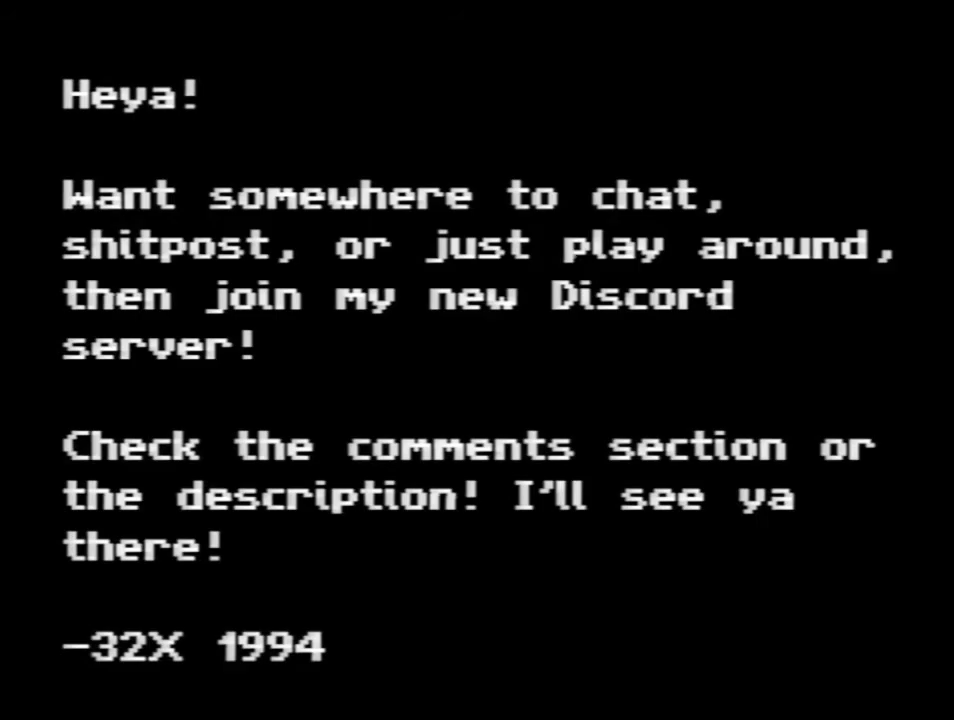 Heya!
Want somewhere to chat,
shitpost, or just play around,
then join my new Discord
server!
Check the comments section or
the description! I'll see ya
there!
-32X 1994